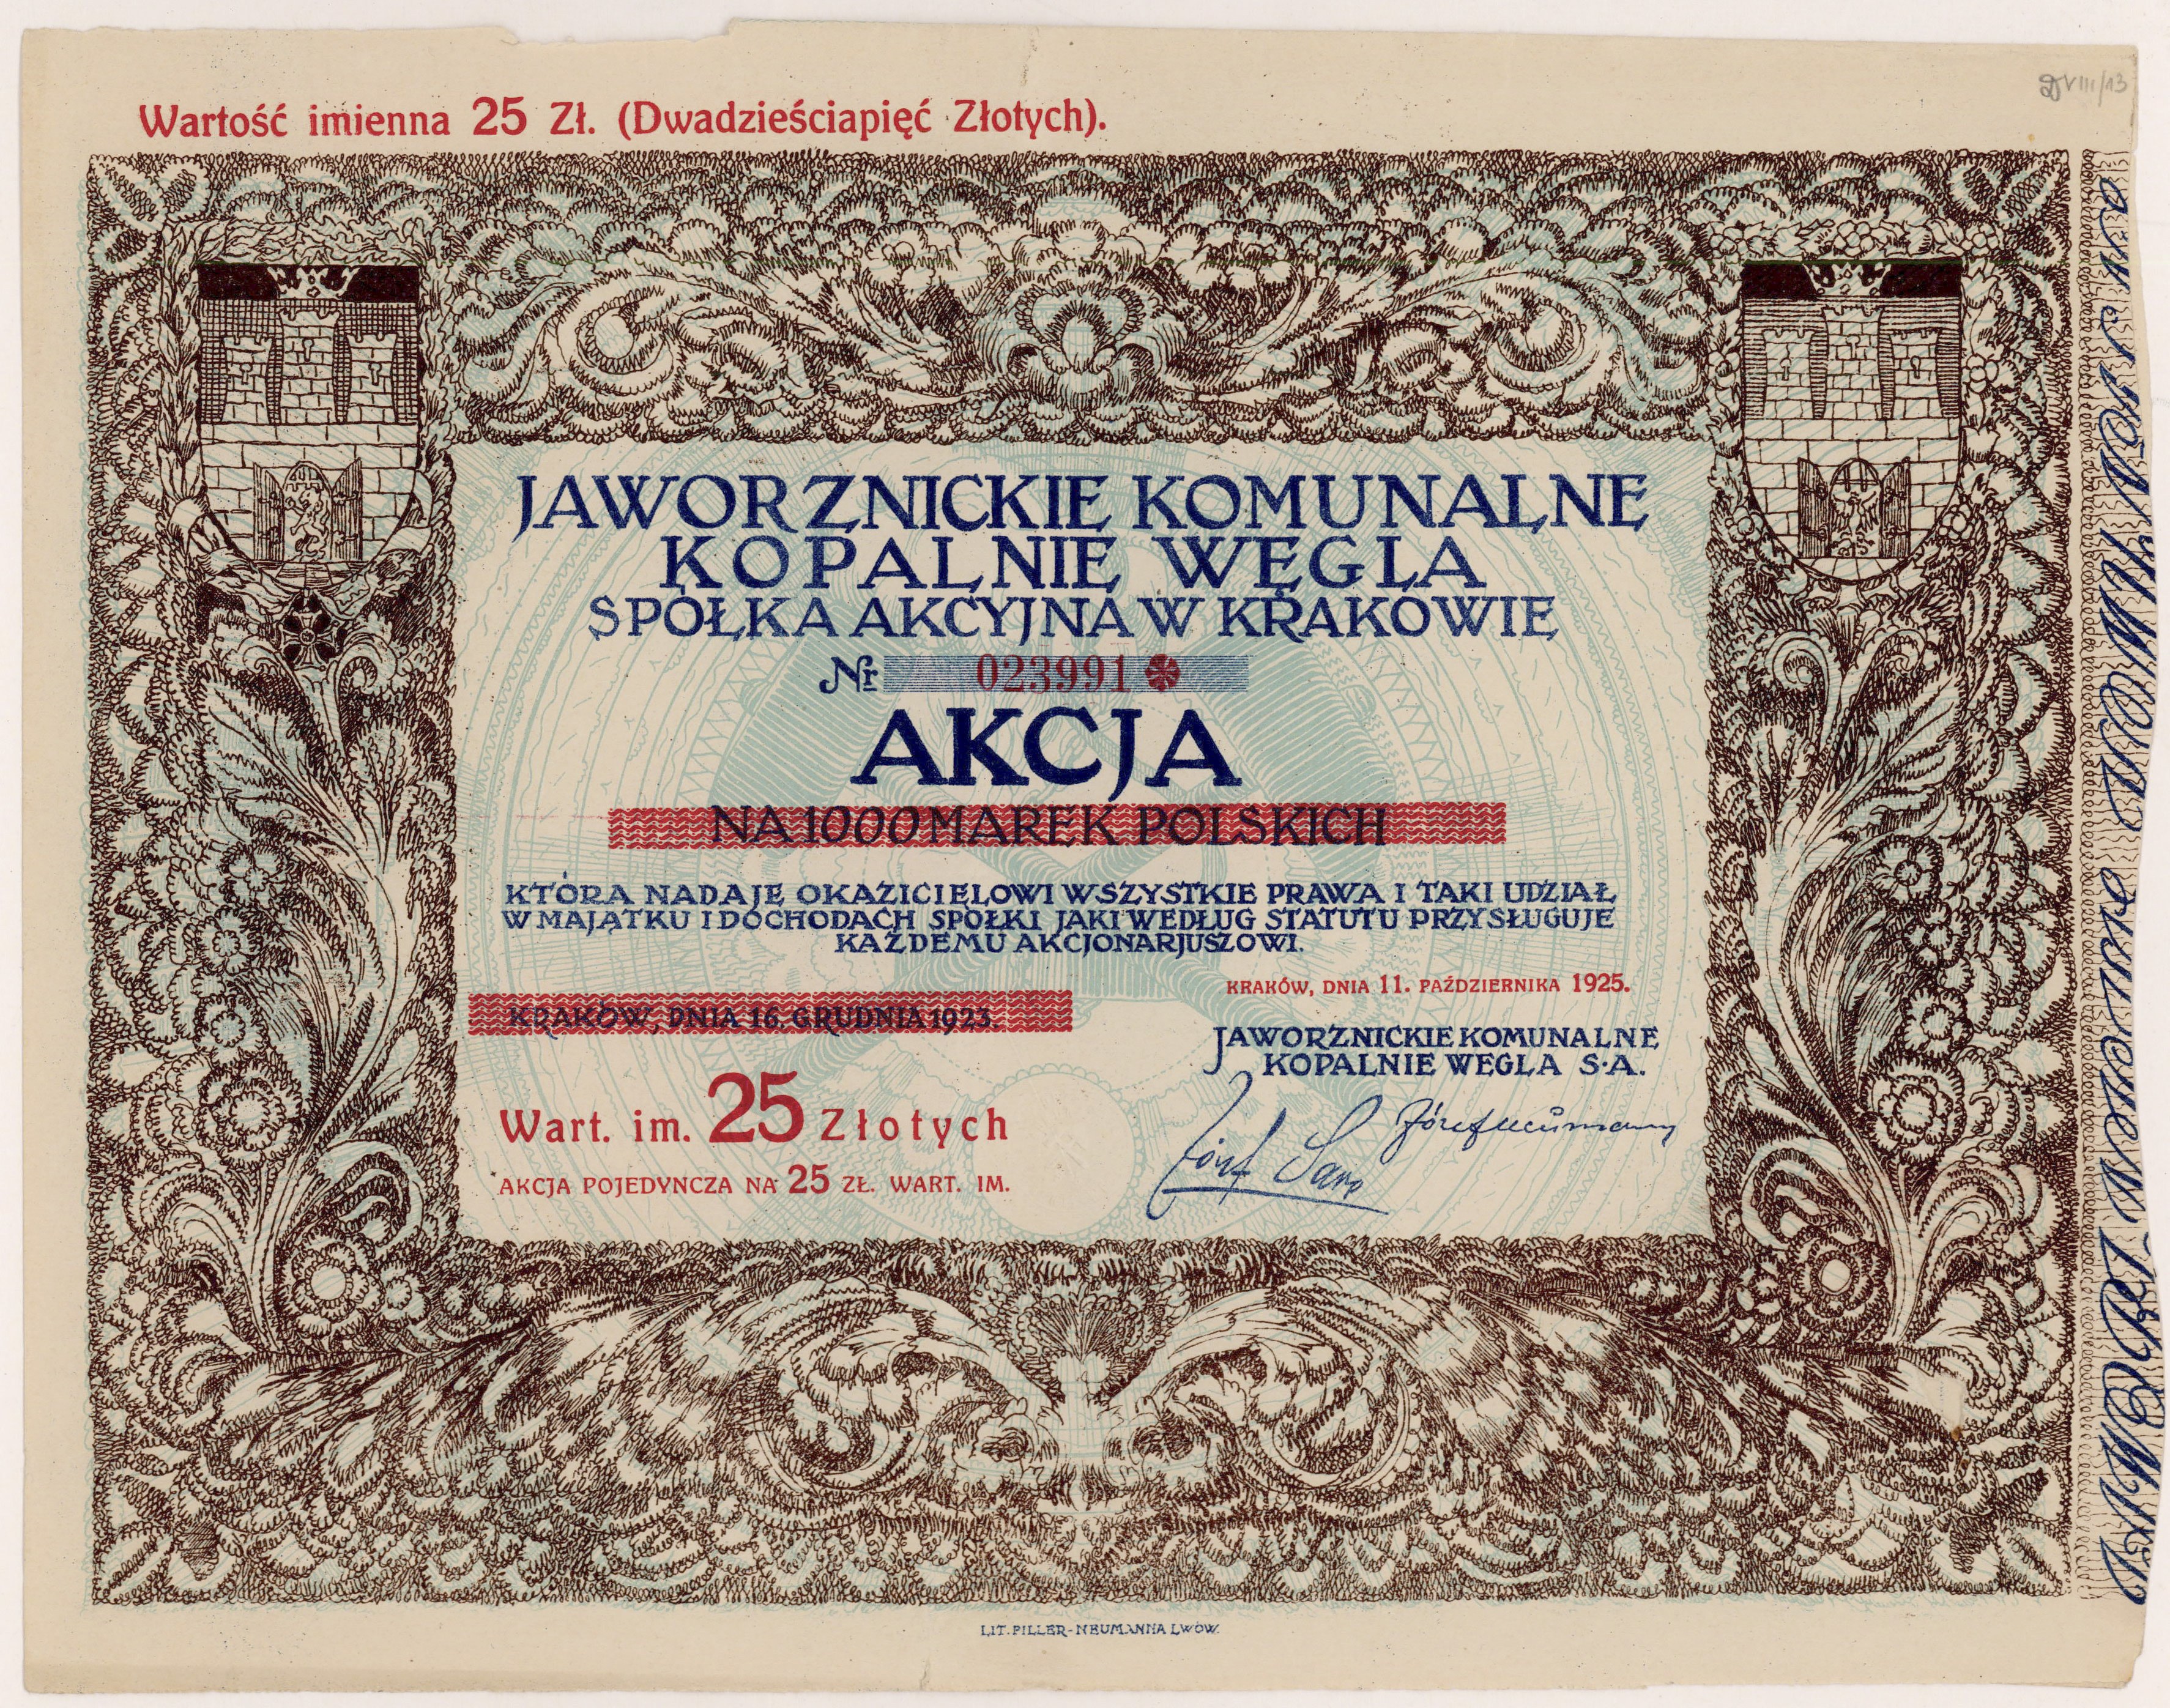 DVIII/13
Wartość imienna 25 Zł. (Dwadzieściapięć Złotych).
JAWORZNICKIE KOMUNALNE
KOPALNIE WĘGLA
SPÓŁKA AKCYJNA W KRAKOWIE
Nr 023991
AKCJA
NA 1000 MAREK POLSKICH
KTÓRA NADAJE OKAZICIELOWI WSZYSTKIE PRAWA I TAKI UDZIAŁ
W MAJĄTKU I DOCHODACH SPÓŁKI JAKI WEDŁUG STATUTU PRZYSŁUGUJE
KAŻDEMU AKCJONARJUSZOWI.
KRAKÓW, DNIA 11. PAŹDZIERNIKA 1925.
KRAKÓW, DNIA 16. GRUDNIA 1923.
JAWORZNICKIE KOMUNALNE
KOPALNIE WĘGLA S·A.
Wart. im. 25 Złotych
AKCJA POJEDYNCZA NA 25 ZŁ. WART. IM.
LIT. PILLER-NEUMANNA LWÓW.